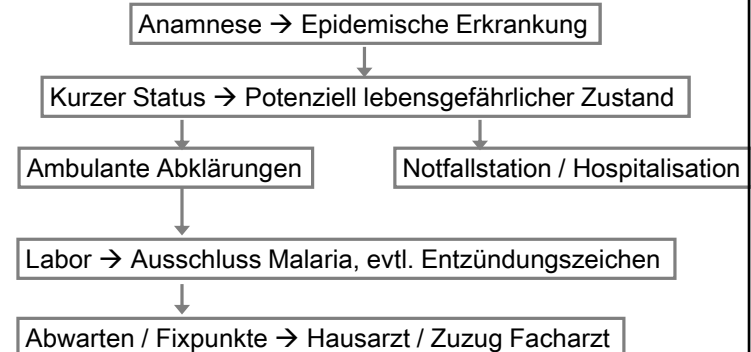 Anamnese → Epidemische Erkrankung
Kurzer Status → Potenziell lebensgefährlicher Zustand
Ambulante Abklärungen
Notfallstation / Hospitalisation
Labor → Ausschluss Malaria, evtl. Entzündungszeichen
Abwarten / Fixpunkte → Hausarzt / Zuzug Facharzt